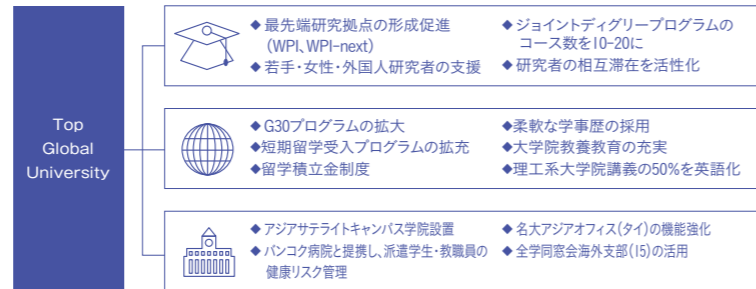 Top
Global
University
◆ 最先端研究拠点の形成促進
(WPI、WPI-next)
◆ 若手・女性・外国人研究者の支援
◆ ジョイントディグリープログラムの
コース数を10-20に
◆ 研究者の相互滞在を活性化
◆G30プログラムの拡大
◆短期留学受入プログラムの拡充
◆留学積立金制度
◆柔軟な学事歴の採用
◆大学院教養教育の充実
◆理工系大学院講義の50%を英語化
◆ アジアサテライトキャンパス学院設置
◆ バンコク病院と提携し、派遣学生・教職員の
健康リスク管理
◆ 名大アジアオフィス(タイ)の機能強化
◆ 全学同窓会海外支部(15)の活用